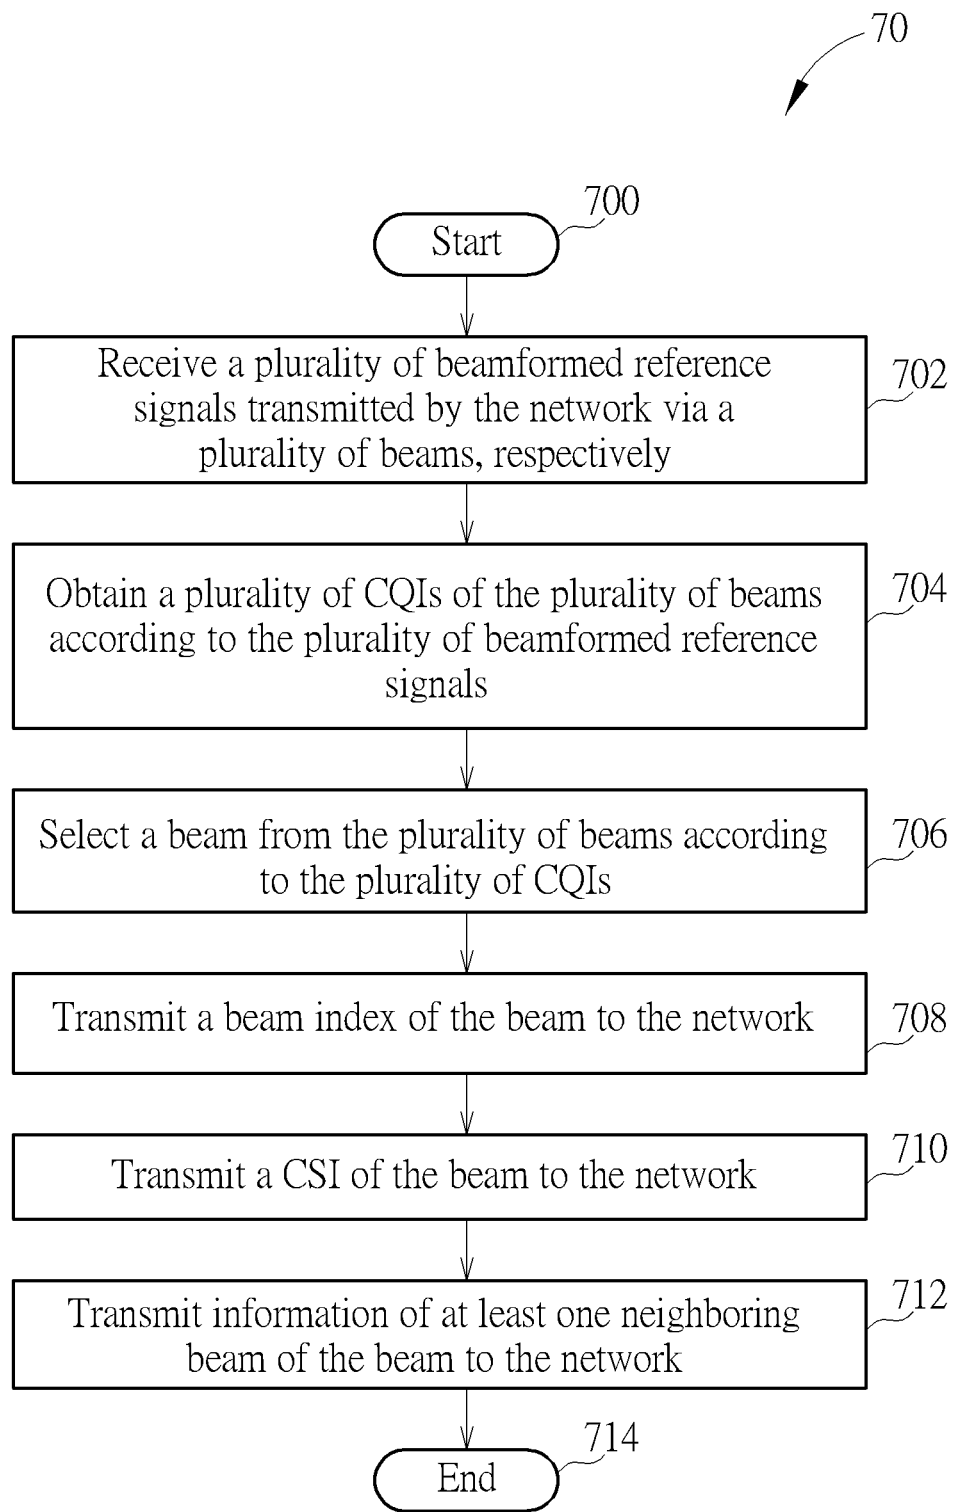 70
700
Start
Receive a plurality of beamformed reference
signals transmitted by the network via a
plurality of beams, respectively
702
Obtain a plurality of CQIs of the plurality of beams
according to the plurality of beamformed reference
signals
704
Select a beam from the plurality of beams according
to the plurality of CQIs
706
Transmit a beam index of the beam to the network
708
Transmit a CSI of the beam to the network
710
Transmit information of at least one neighboring
beam of the beam to the network
712
End
714